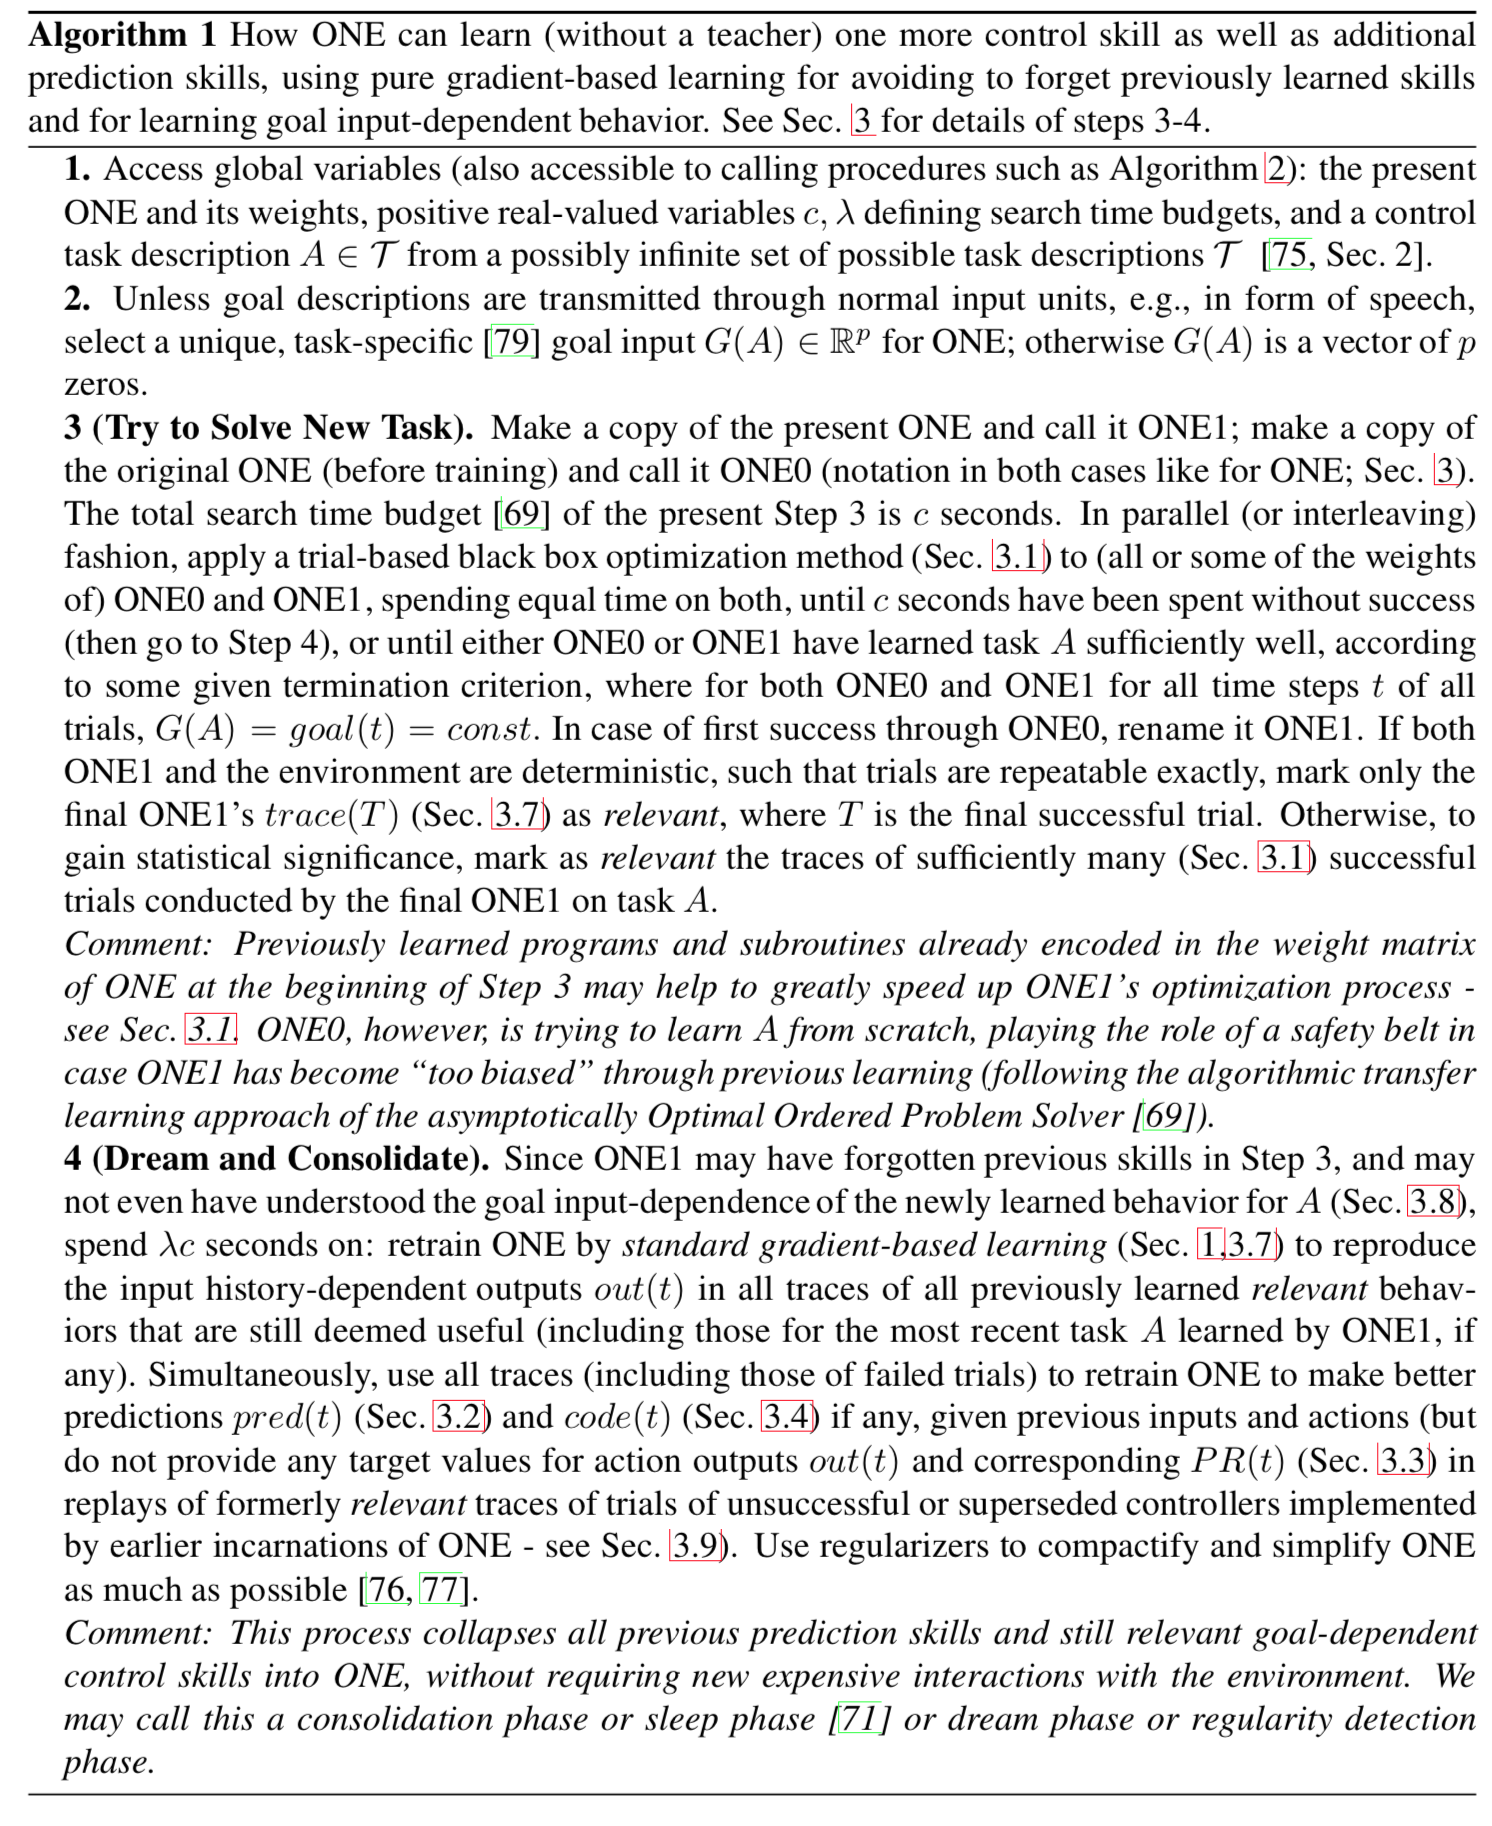 Algorithm 1 How ONE can learn (without a teacher) one more control skill as well as additional
prediction skills, using pure gradient-based learning for avoiding to forget previously learned skills
and for learning goal input-dependent behavior. See Sec. 3 for details of steps 3-4.
1. Access global variables (also accessible to calling procedures such as Algorithm 2): the present
ONE and its weights, positive real-valued variables c, λ defining search time budgets, and a control
task description A ∈ 𝒯 from a possibly infinite set of possible task descriptions 𝒯 [75, Sec. 2].
2. Unless goal descriptions are transmitted through normal input units, e.g., in form of speech,
select a unique, task-specific [79] goal input G(A) ∈ ℝᵖ for ONE; otherwise G(A) is a vector of p
zeros.
3 (Try to Solve New Task). Make a copy of the present ONE and call it ONE1; make a copy of
the original ONE (before training) and call it ONE0 (notation in both cases like for ONE; Sec. 3).
The total search time budget [69] of the present Step 3 is c seconds. In parallel (or interleaving)
fashion, apply a trial-based black box optimization method (Sec. 3.1) to (all or some of the weights
of) ONE0 and ONE1, spending equal time on both, until c seconds have been spent without success
(then go to Step 4), or until either ONE0 or ONE1 have learned task A sufficiently well, according
to some given termination criterion, where for both ONE0 and ONE1 for all time steps t of all
trials, G(A) = goal(t) = const. In case of first success through ONE0, rename it ONE1. If both
ONE1 and the environment are deterministic, such that trials are repeatable exactly, mark only the
final ONE1's trace(T) (Sec. 3.7) as relevant, where T is the final successful trial. Otherwise, to
gain statistical significance, mark as relevant the traces of sufficiently many (Sec. 3.1) successful
trials conducted by the final ONE1 on task A.
Comment: Previously learned programs and subroutines already encoded in the weight matrix
of ONE at the beginning of Step 3 may help to greatly speed up ONE1's optimization process -
see Sec. 3.1. ONE0, however, is trying to learn A from scratch, playing the role of a safety belt in
case ONE1 has become “too biased” through previous learning (following the algorithmic transfer
learning approach of the asymptotically Optimal Ordered Problem Solver [69]).
4 (Dream and Consolidate). Since ONE1 may have forgotten previous skills in Step 3, and may
not even have understood the goal input-dependence of the newly learned behavior for A (Sec. 3.8),
spend λc seconds on: retrain ONE by standard gradient-based learning (Sec. 1,3.7) to reproduce
the input history-dependent outputs out(t) in all traces of all previously learned relevant behav-
iors that are still deemed useful (including those for the most recent task A learned by ONE1, if
any). Simultaneously, use all traces (including those of failed trials) to retrain ONE to make better
predictions pred(t) (Sec. 3.2) and code(t) (Sec. 3.4) if any, given previous inputs and actions (but
do not provide any target values for action outputs out(t) and corresponding PR(t) (Sec. 3.3) in
replays of formerly relevant traces of trials of unsuccessful or superseded controllers implemented
by earlier incarnations of ONE - see Sec. 3.9). Use regularizers to compactify and simplify ONE
as much as possible [76, 77].
Comment: This process collapses all previous prediction skills and still relevant goal-dependent
control skills into ONE, without requiring new expensive interactions with the environment. We
may call this a consolidation phase or sleep phase [71] or dream phase or regularity detection
phase.